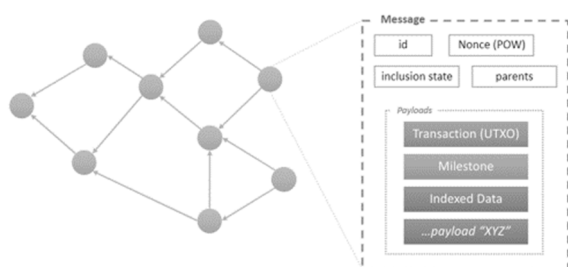 Message
id
Nonce (POW)
inclusion state
parents
Payloads
Transaction (UTXO)
Milestone
Indexed Data
...payload "XYZ"